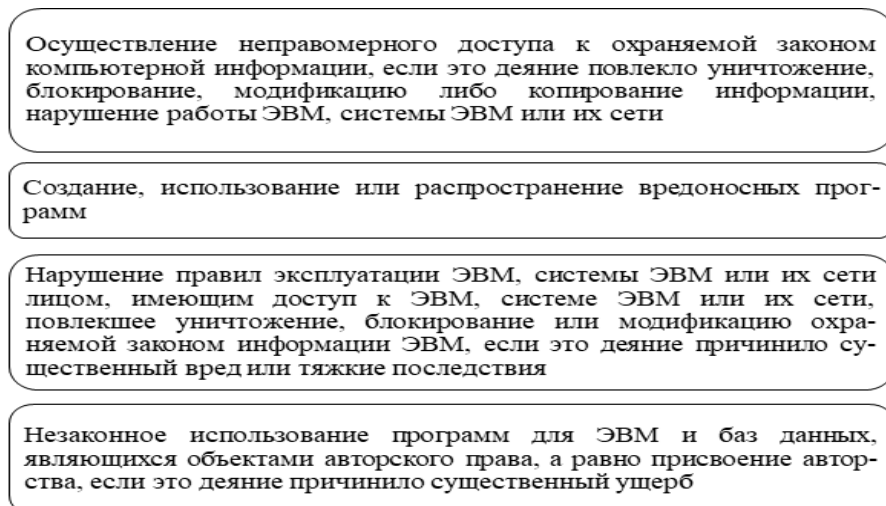 Осуществление неправомерного доступа к охраняемой законом
компьютерной информации, если это деяние повлекло уничтожение,
блокирование, модификацию либо копирование информации,
нарушение работы ЭВМ, системы ЭВМ или их сети
Создание, использование или распространение вредоносных прог-
рамм
Нарушение правил эксплуатации ЭВМ, системы ЭВМ или их сети
лицом, имеющим доступ к ЭВМ, системе ЭВМ или их сети,
повлекшее уничтожение, блокирование или модификацию охра-
няемой законом информации ЭВМ, если это деяние причинило су-
щественный вред или тяжкие последствия
Незаконное использование программ для ЭВМ и баз данных,
являющихся объектами авторского права, а равно присвоение автор-
ства, если это деяние причинило существенный ущерб